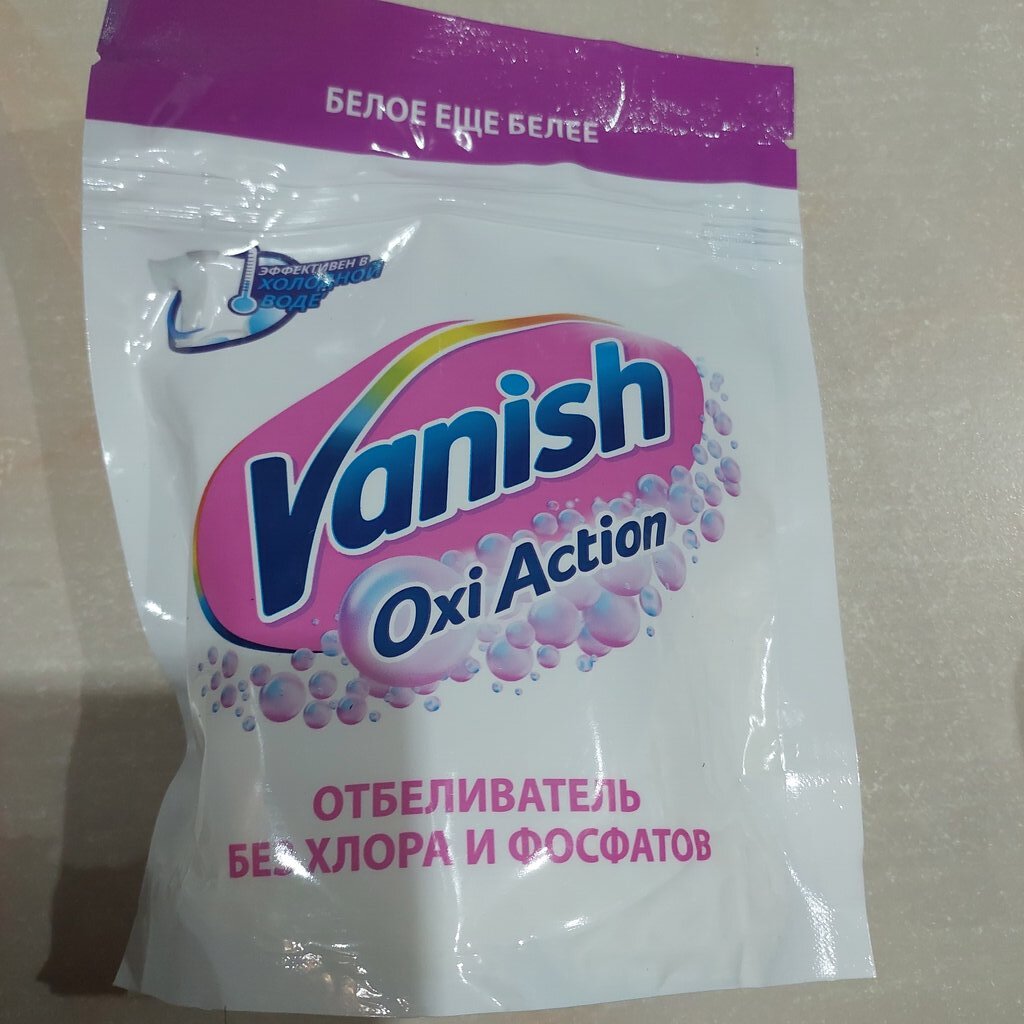 БЕЛОЕ ЕЩЕ БЕЛЕЕ
ЭФФЕКТИВЕН В
ХОЛОДНОЙ
ВОДЕ
Vanish
Oxi Action
ОТБЕЛИВАТЕЛЬ
БЕЗ ХЛОРА И ФОСФАТОВ